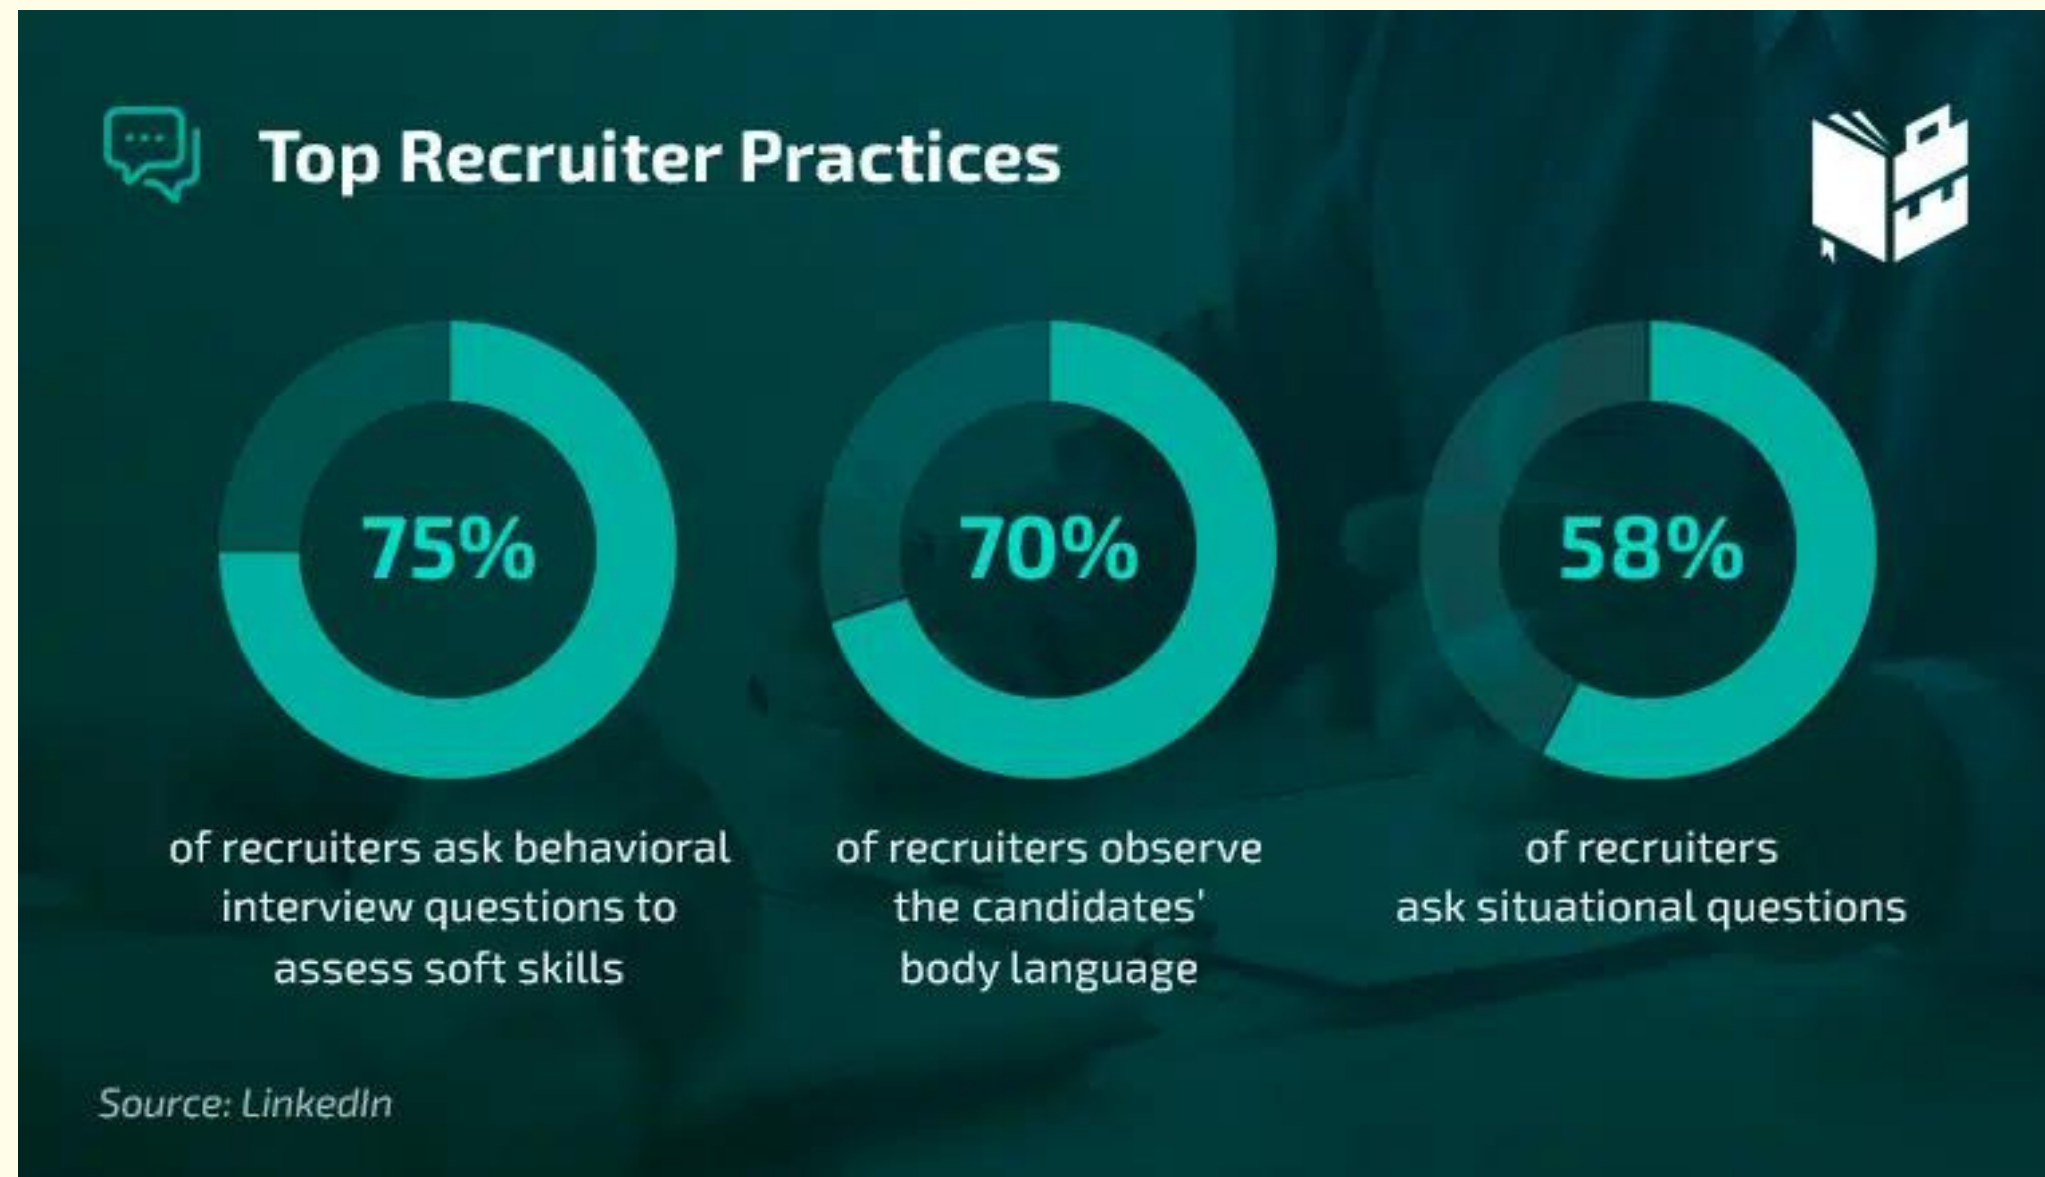 Top Recruiter Practices
75%
of recruiters ask behavioral
interview questions to
assess soft skills
70%
of recruiters observe
the candidates'
body language
58%
of recruiters
ask situational questions
Source: LinkedIn